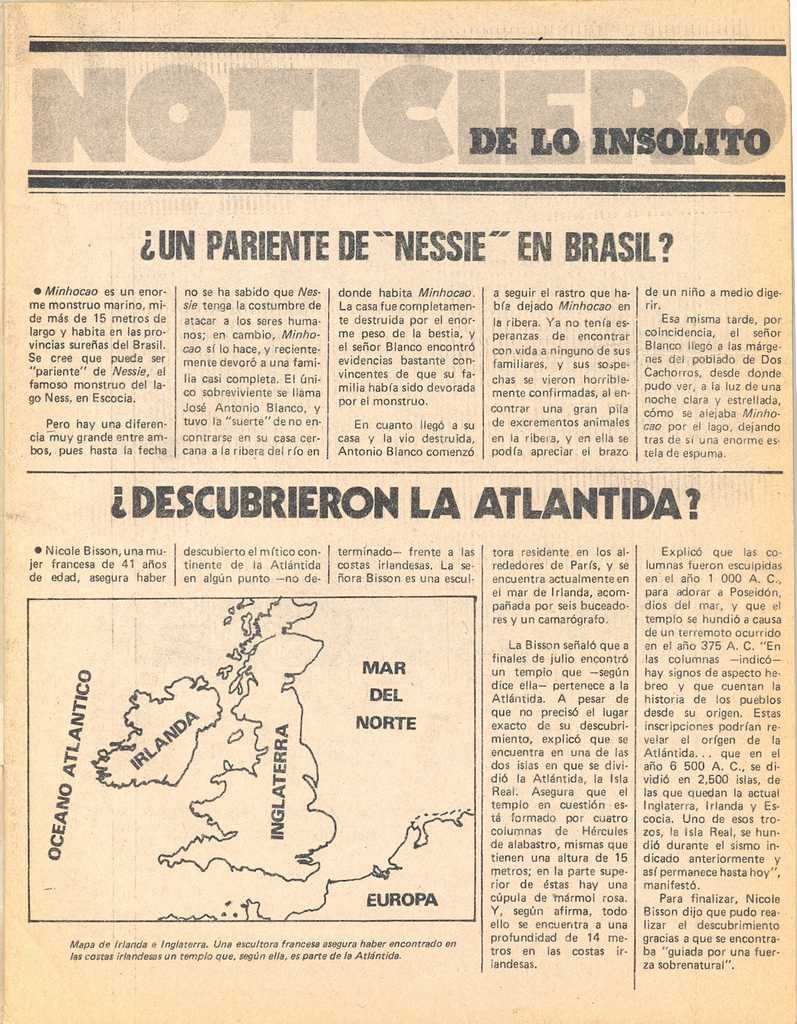 NOTICIERO
DE LO INSOLITO
¿UN PARIENTE DE "NESSIE" EN BRASIL?
● Minhocao es un enor-
me monstruo marino, mi-
de más de 15 metros de
largo y habita en las pro-
vincias sureñas del Brasil.
Se cree que puede ser
"pariente" de Nessie, el
famoso monstruo del la-
go Ness, en Escocia.
Pero hay una diferen-
cia muy grande entre am-
bos, pues hasta la fecha
no se ha sabido que Nes-
sie tenga la costumbre de
atacar a los seres huma-
nos; en cambio, Minho-
cao sí lo hace, y reciente-
mente devoró a una fami-
lia casi completa. El úni-
co sobreviviente se llama
José Antonio Blanco, y
tuvo la "suerte" de no en-
contrarse en su casa cer-
cana a la ribera del río en
donde habita Minhocao.
La casa fue completamen-
te destruida por el enor-
me peso de la bestia, y
el señor Blanco encontró
evidencias bastante con-
vincentes de que su fa-
milia había sido devorada
por el monstruo.
En cuanto llegó a su
casa y la vio destruida,
Antonio Blanco comenzó
a seguir el rastro que ha-
bía dejado Minhocao en
la ribera. Ya no tenía es-
peranzas de encontrar
con vida a ninguno de sus
familiares, y sus sospe-
chas se vieron horrible-
mente confirmadas, al en-
contrar una gran pila
de excrementos animales
en la ribera, y en ella se
podía apreciar el brazo
de un niño a medio dige-
rir.
Esa misma tarde, por
coincidencia, el señor
Blanco llegó a las márge-
nes del poblado de Dos
Cachorros, desde donde
pudo ver, a la luz de una
noche clara y estrellada,
cómo se alejaba Minho-
cao por el lago, dejando
tras de sí una enorme es-
tela de espuma.
¿DESCUBRIERON LA ATLANTIDA?
● Nicole Bisson, una mu-
jer francesa de 41 años
de edad, asegura haber
descubierto el mítico con-
tinente de la Atlántida
en algún punto —no de-
terminado— frente a las
costas irlandesas. La se-
ñora Bisson es una escul-
tora residente en los al-
rededores de París, y se
encuentra actualmente en
el mar de Irlanda, acom-
pañada por seis buceado-
res y un camarógrafo.
La Bisson señaló que a
finales de julio encontró
un templo que —según
dice ella— pertenece a la
Atlántida. A pesar de
que no precisó el lugar
exacto de su descubri-
miento, explicó que se
encuentra en una de las
dos islas en que se divi-
dió la Atlántida, la Isla
Real. Asegura que el
templo en cuestión es-
tá formado por cuatro
columnas de Hércules
de alabastro, mismas que
tienen una altura de 15
metros; en la parte supe-
rior de éstas hay una
cúpula de mármol rosa.
Y, según afirma, todo
ello se encuentra a una
profundidad de 14 me-
tros en las costas ir-
landesas.
Explicó que las co-
lumnas fueron esculpidas
en el año 1 000 A. C.,
para adorar a Poseidón,
dios del mar, y que el
templo se hundió a causa
de un terremoto ocurrido
en el año 375 A. C. "En
las columnas —indicó—
hay signos de aspecto he-
breo y que cuentan la
historia de los pueblos
desde su origen. Estas
inscripciones podrían re-
velar el orígen de la
Atlántida. . . que en el
año 6 500 A. C., se di-
vidió en 2,500 islas, de
las que quedan la actual
Inglaterra, Irlanda y Es-
cocia. Uno de esos tro-
zos, la Isla Real, se hun-
dió durante el sismo in-
dicado anteriormente y
así permanece hasta hoy",
manifestó.
Para finalizar, Nicole
Bisson dijo que pudo rea-
lizar el descubrimiento
gracias a que se encontra-
ba "guiada por una fuer-
za sobrenatural".
OCEANO ATLANTICO
IRLANDA
INGLATERRA
MAR
DEL
NORTE
EUROPA
Mapa de Irlanda e Inglaterra. Una escultora francesa asegura haber encontrado en
las costas irlandesas un templo que, según ella, es parte de la Atlántida.